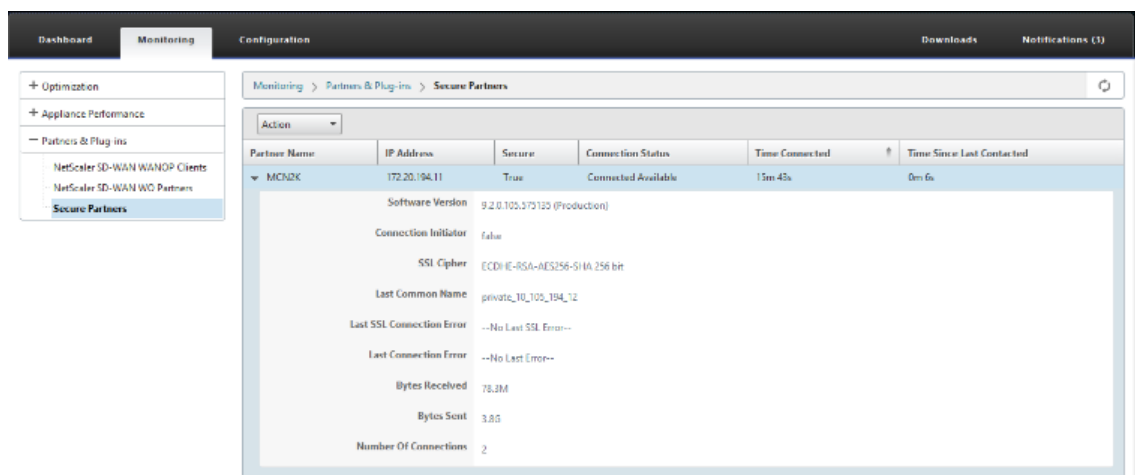 Dashboard Monitoring Configuration Downloads Notifications (3)
+ Optimization
+ Appliance Performance
− Partners & Plug-ins
NetScaler SD-WAN WANOP Clients
NetScaler SD-WAN WO Partners
Secure Partners
Monitoring > Partners & Plug-ins > Secure Partners
Action
Partner Name IP Address Secure Connection Status Time Connected Time Since Last Contacted
MCN2K 172.20.194.11 True Connected Available 15m 43s 0m 6s
Software Version 9.2.0.105.575135 (Production)
Connection Initiator false
SSL Cipher ECDHE-RSA-AES256-SHA 256 bit
Last Common Name private_10_105_194_12
Last SSL Connection Error --No Last SSL Error--
Last Connection Error --No Last Error--
Bytes Received 78.3M
Bytes Sent 3.8G
Number Of Connections 2